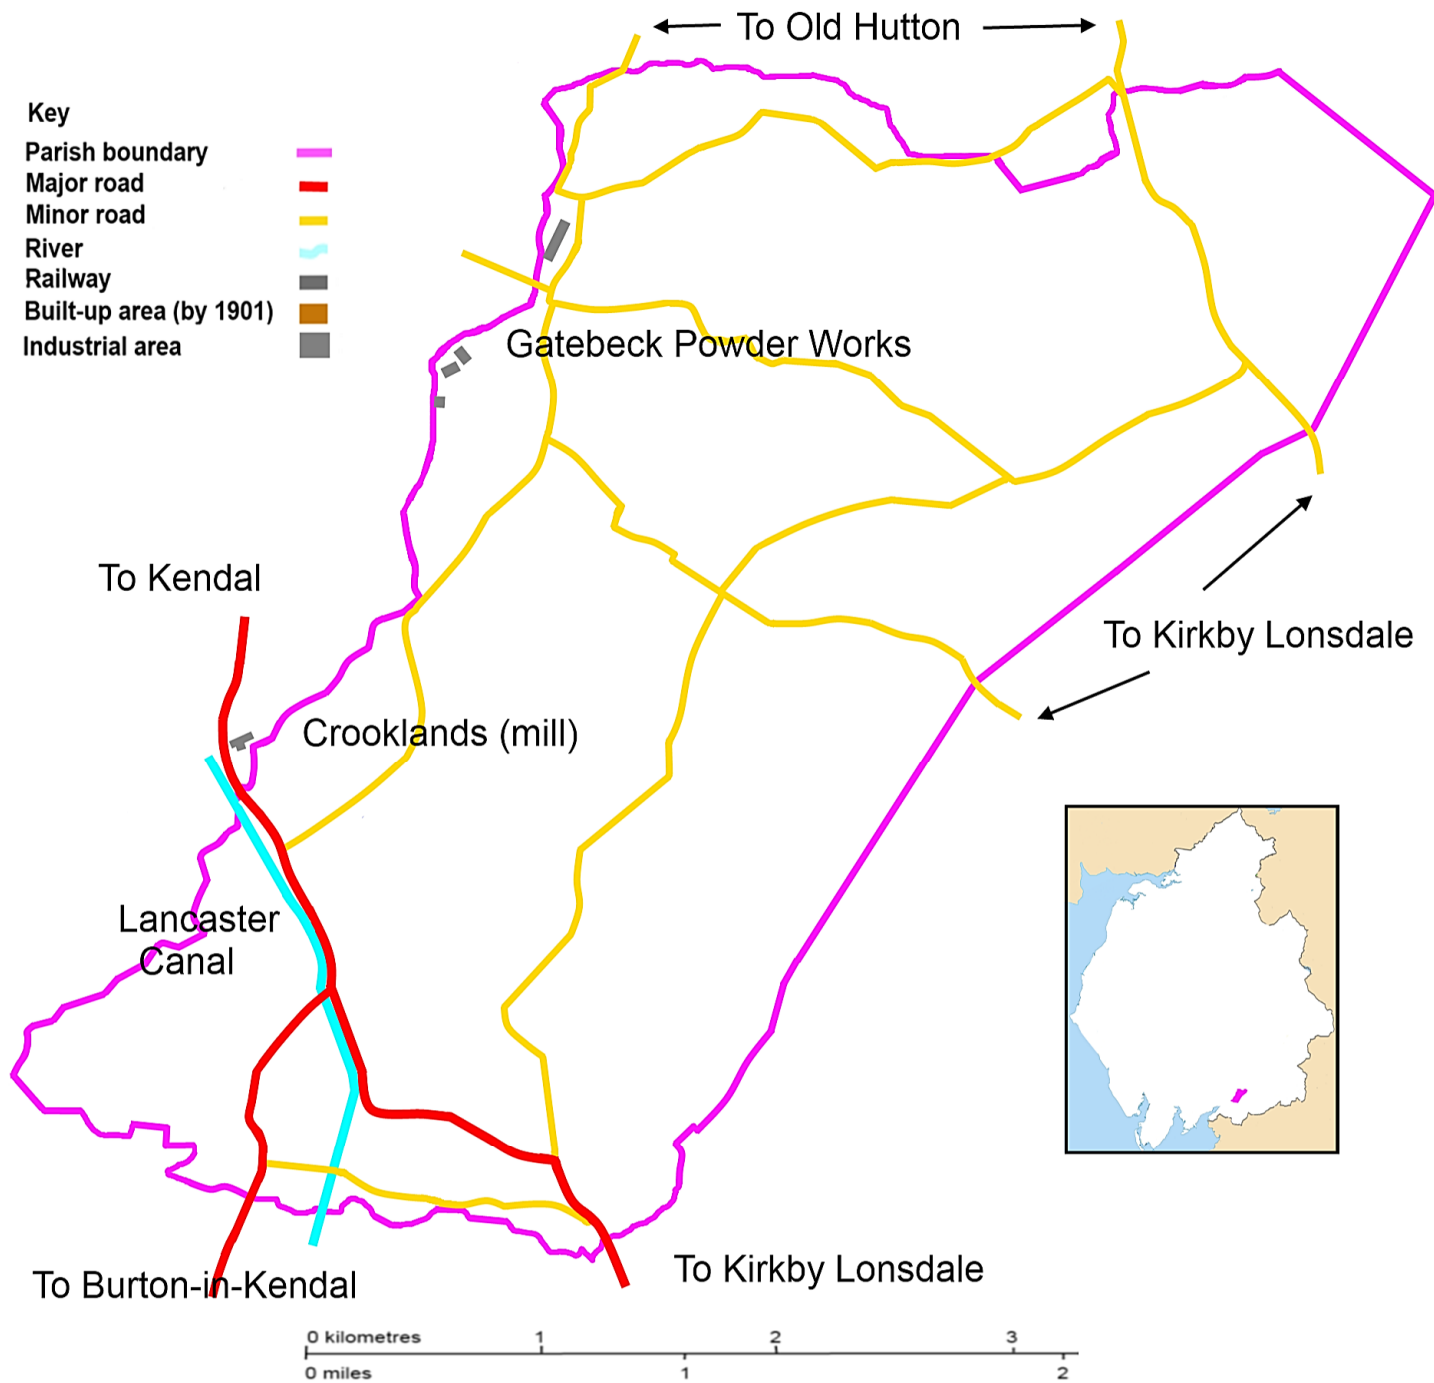 To Old Hutton
Key
Parish boundary
Major road
Minor road
River
Railway
Built-up area (by 1901)
Industrial area
Gatebeck Powder Works
To Kendal
To Kirkby Lonsdale
Crooklands (mill)
Lancaster
Canal
To Burton-in-Kendal
To Kirkby Lonsdale
0 kilometres 1 2 3
0 miles 1 2